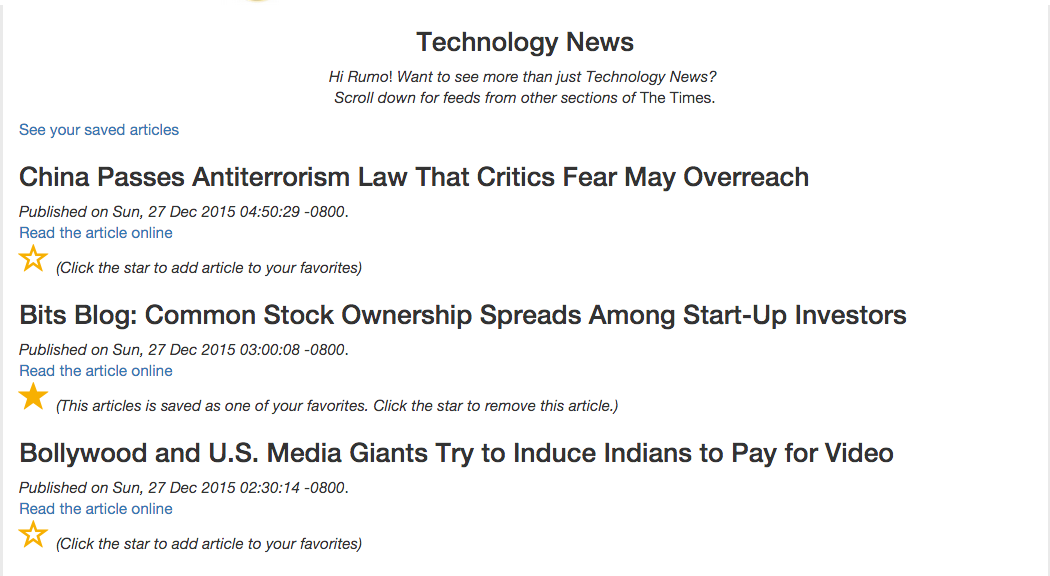 Technology News
Hi Rumo! Want to see more than just Technology News?
Scroll down for feeds from other sections of The Times.
See your saved articles
China Passes Antiterrorism Law That Critics Fear May Overreach
Published on Sun, 27 Dec 2015 04:50:29 -0800.
Read the article online
(Click the star to add article to your favorites)
Bits Blog: Common Stock Ownership Spreads Among Start-Up Investors
Published on Sun, 27 Dec 2015 03:00:08 -0800.
Read the article online
(This articles is saved as one of your favorites. Click the star to remove this article.)
Bollywood and U.S. Media Giants Try to Induce Indians to Pay for Video
Published on Sun, 27 Dec 2015 02:30:14 -0800.
Read the article online
(Click the star to add article to your favorites)